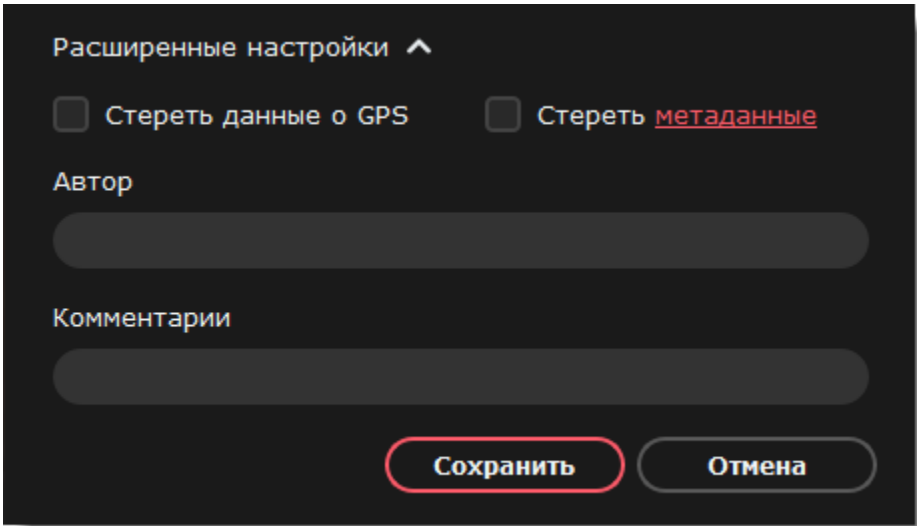 Расширенные настройки
Стереть данные о GPS Стереть метаданные
Автор
Комментарии
Сохранить Отмена